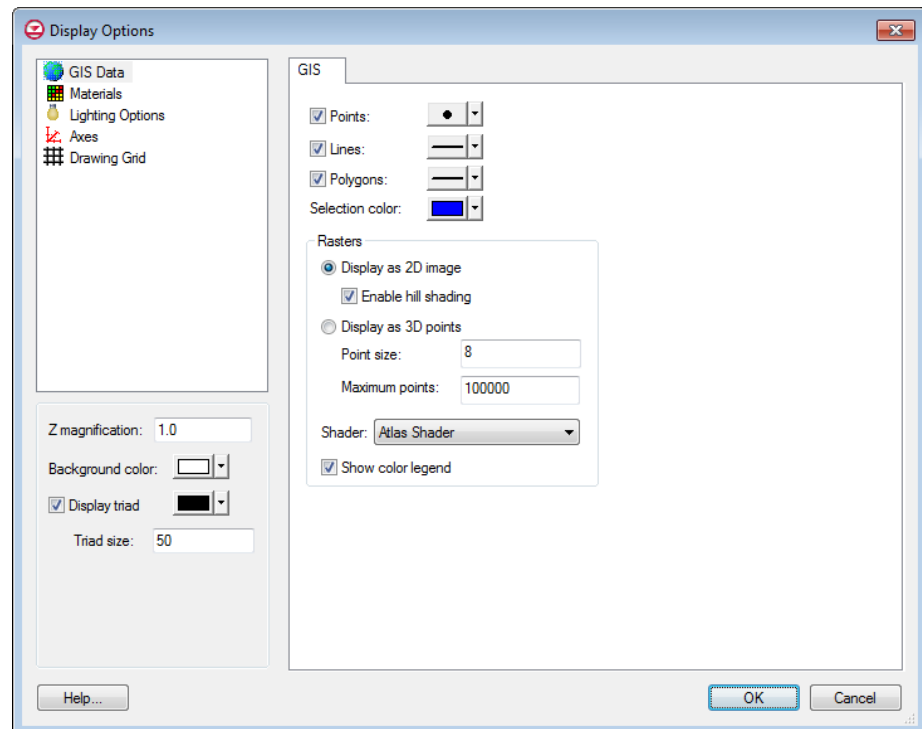 Display Options
GIS Data
Materials
Lighting Options
Axes
Drawing Grid
Z magnification: 1.0
Background color:
Display triad
Triad size: 50
GIS
Points:
Lines:
Polygons:
Selection color:
Rasters
Display as 2D image
Enable hill shading
Display as 3D points
Point size: 8
Maximum points: 100000
Shader: Atlas Shader
Show color legend
Help...
OK
Cancel